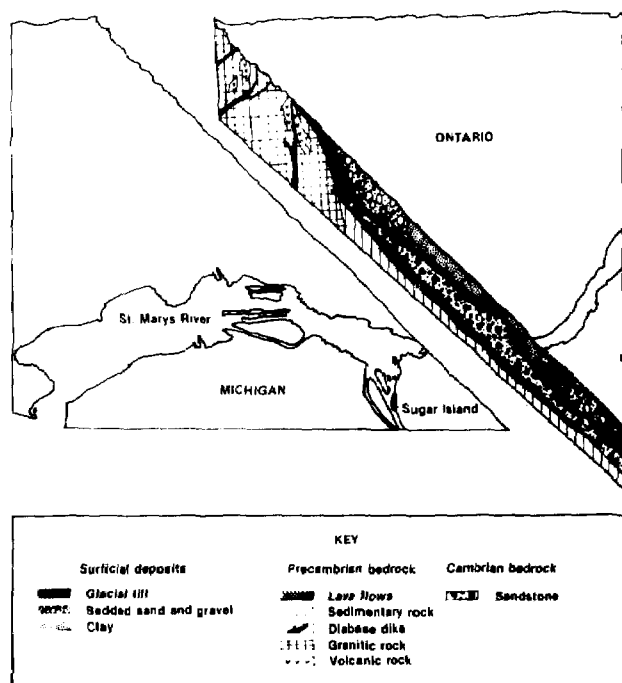 ONTARIO
St. Marys River
MICHIGAN
Sugar Island
KEY
Surficial deposits
Glacial till
Bedded sand and gravel
Clay
Precambrian bedrock
Lava flows
Sedimentary rock
Diabase dike
Granitic rock
Volcanic rock
Cambrian bedrock
Sandstone